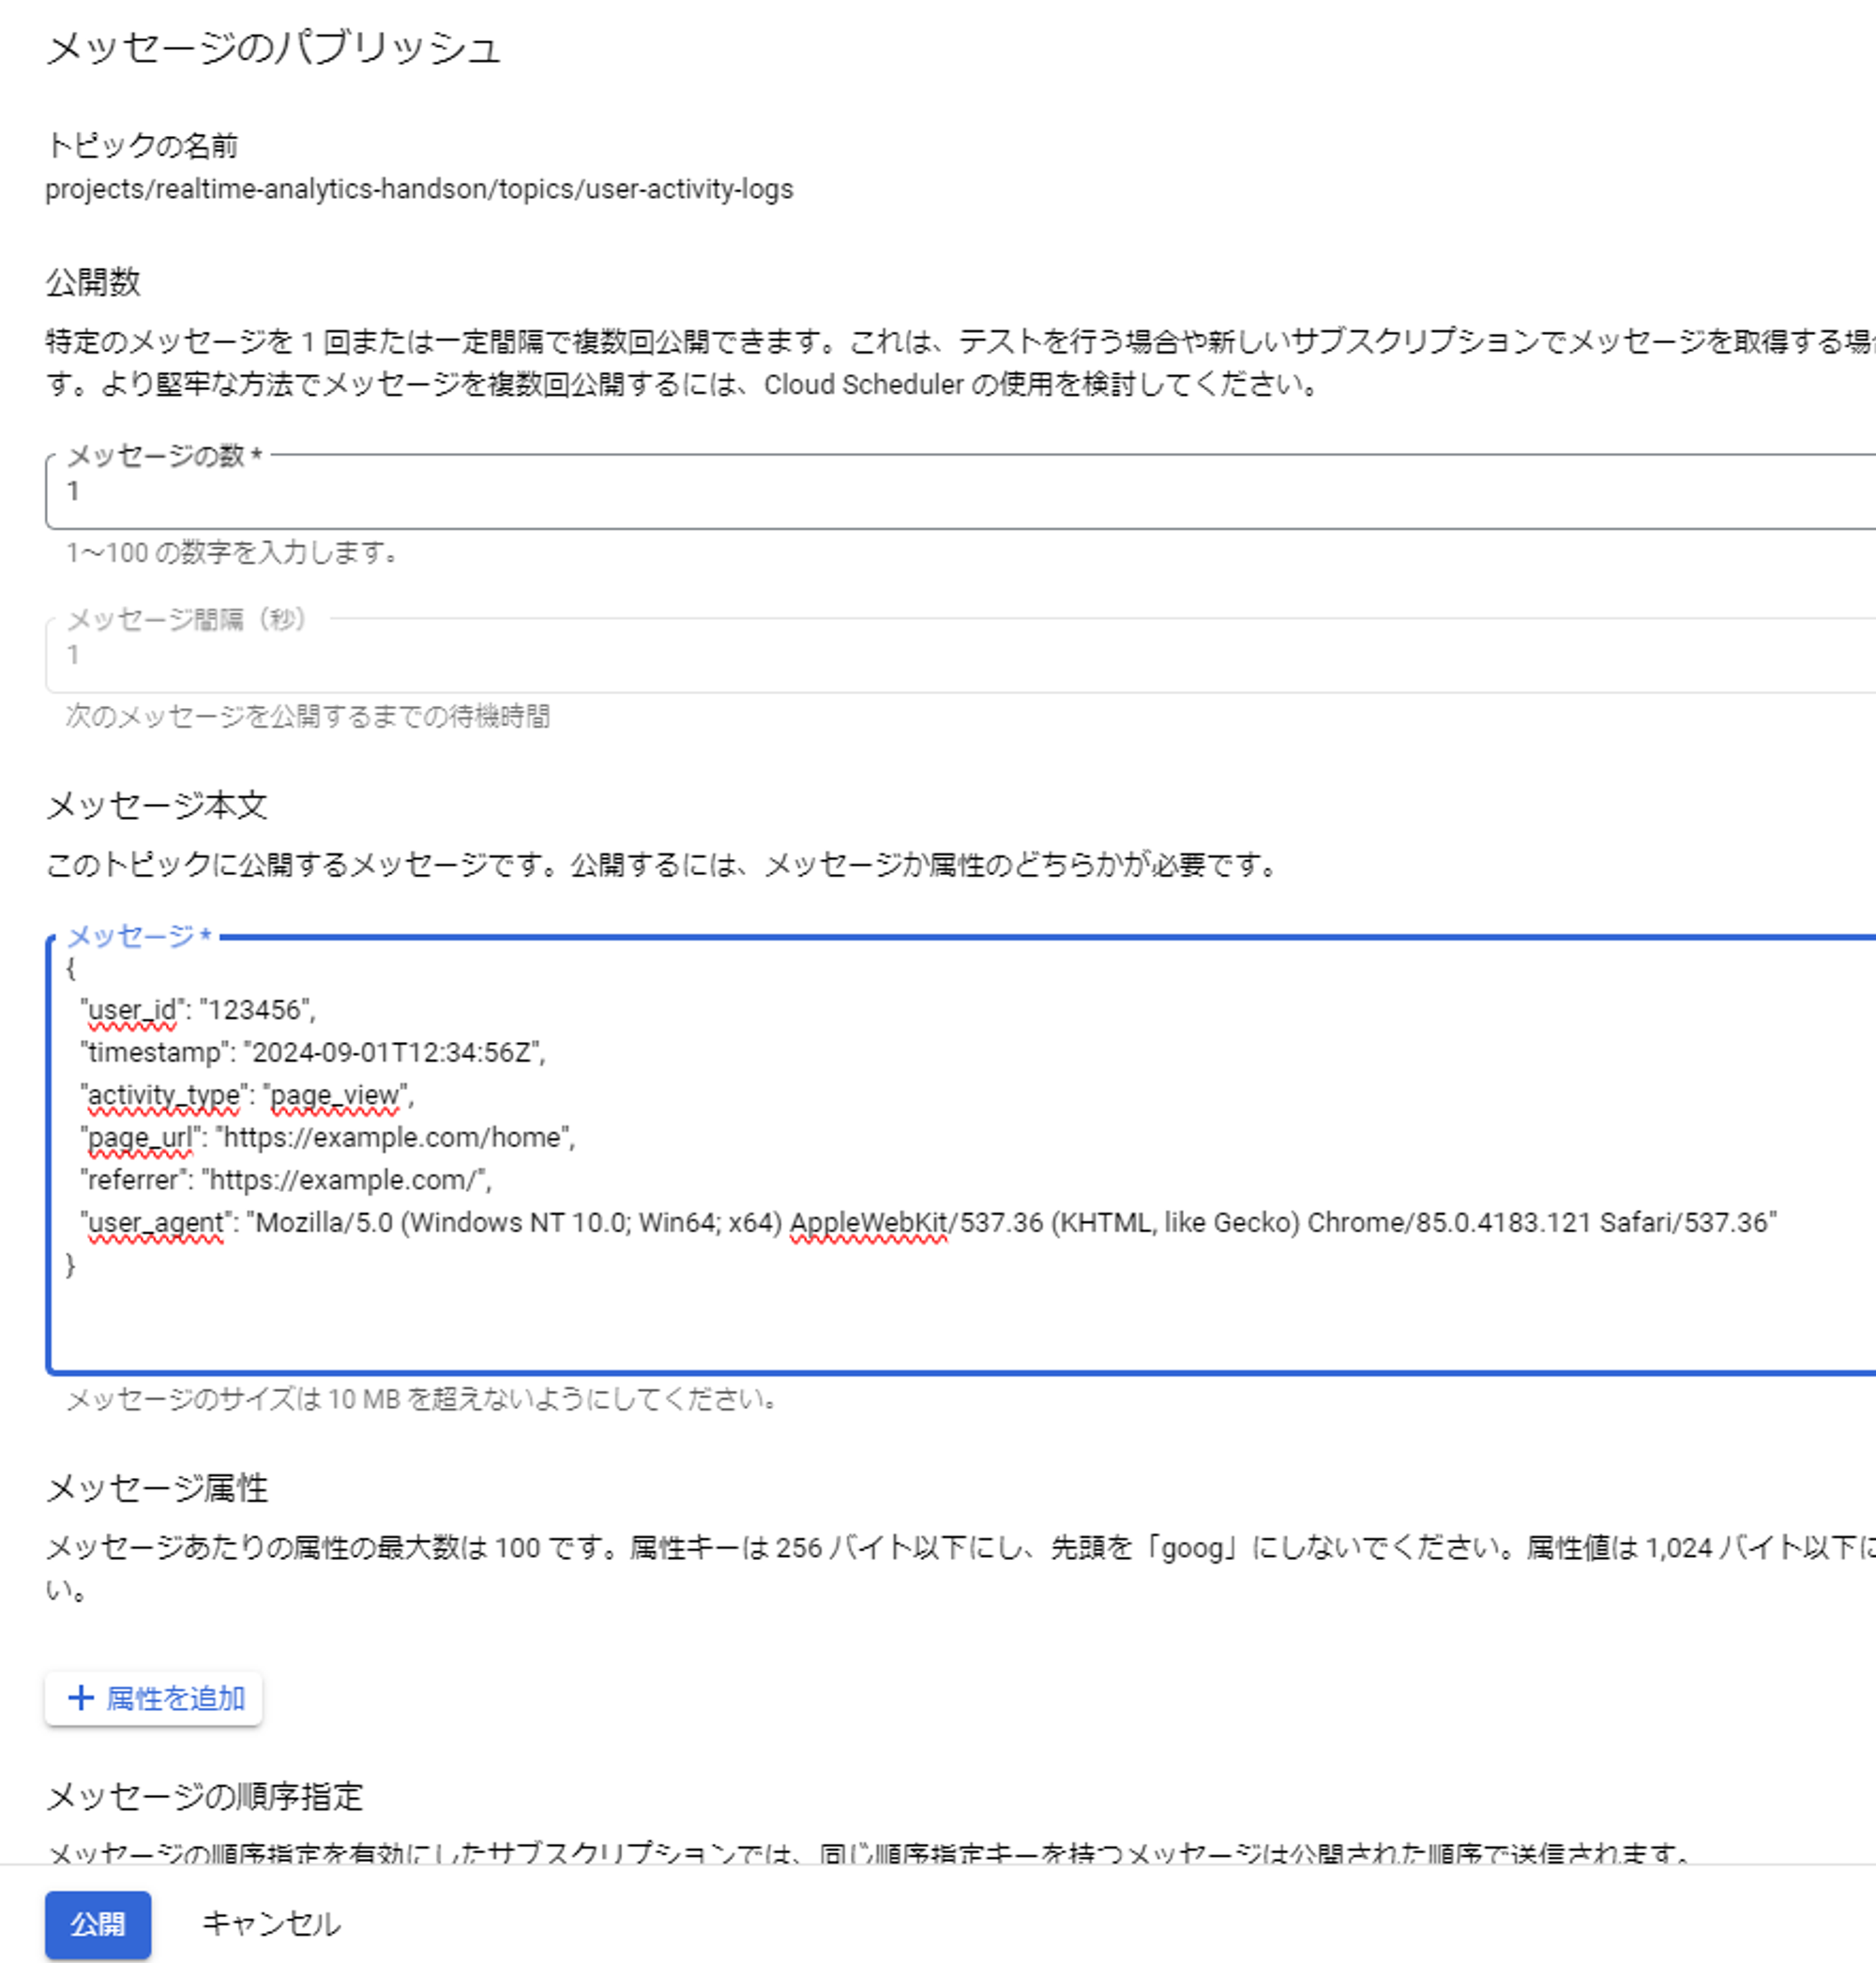 メッセージのパブリッシュ
トピックの名前
projects/realtime-analytics-handson/topics/user-activity-logs
公開数
特定のメッセージを 1 回または一定間隔で複数回公開できます。これは、テストを行う場合や新しいサブスクリプションでメッセージを取得する場合
す。より堅牢な方法でメッセージを複数回公開するには、Cloud Scheduler の使用を検討してください。
メッセージの数 *
1
1～100 の数字を入力します。
メッセージ間隔（秒）
1
次のメッセージを公開するまでの待機時間
メッセージ本文
このトピックに公開するメッセージです。公開するには、メッセージか属性のどちらかが必要です。
メッセージ *
{
"user_id": "123456",
"timestamp": "2024-09-01T12:34:56Z",
"activity_type": "page_view",
"page_url": "https://example.com/home",
"referrer": "https://example.com/",
"user_agent": "Mozilla/5.0 (Windows NT 10.0; Win64; x64) AppleWebKit/537.36 (KHTML, like Gecko) Chrome/85.0.4183.121 Safari/537.36"
}
メッセージのサイズは 10 MB を超えないようにしてください。
メッセージ属性
メッセージあたりの属性の最大数は 100 です。属性キーは 256 バイト以下にし、先頭を「goog」にしないでください。属性値は 1,024 バイト以下に
い。
+ 属性を追加
メッセージの順序指定
メッセージの順序指定を有効にしたサブスクリプションでは、同じ順序指定キーを持つメッセージは公開された順序で送信されます。
公開 キャンセル